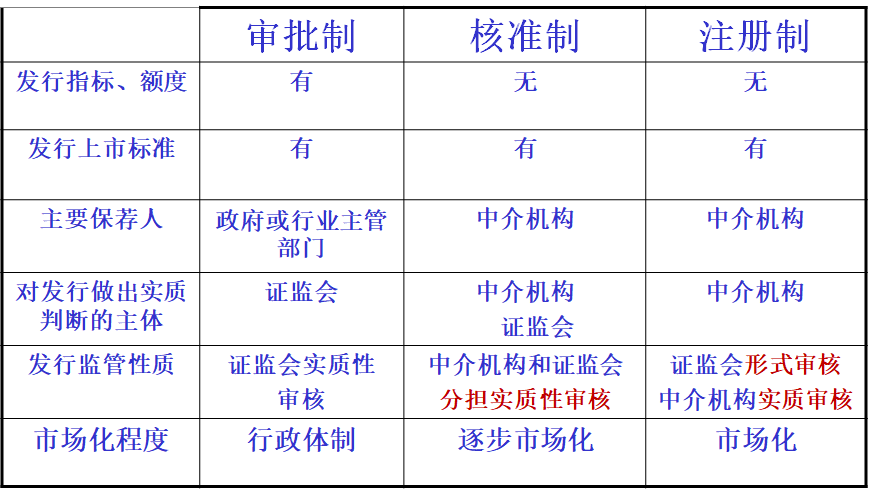 审批制 核准制 注册制
发行指标、额度 有 无 无
发行上市标准 有 有 有
主要保荐人 政府或行业主管 中介机构 中介机构
部门
对发行做出实质 证监会 中介机构 中介机构
判断的主体 证监会
发行监管性质 证监会实质性 中介机构和证监会 证监会形式审核
审核 分担实质性审核 中介机构实质审核
市场化程度 行政体制 逐步市场化 市场化